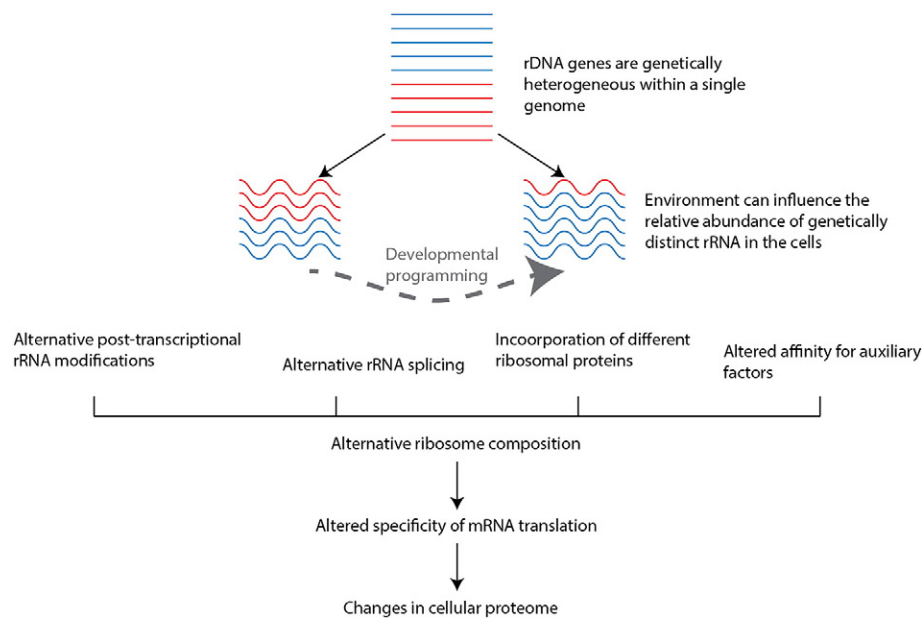 rDNA genes are genetically
heterogeneous within a single
genome
Environment can influence the
relative abundance of genetically
distinct rRNA in the cells
Developmental
programming
Alternative post-transcriptional
rRNA modifications
Alternative rRNA splicing
Incoorporation of different
ribosomal proteins
Altered affinity for auxiliary
factors
Alternative ribosome composition
Altered specificity of mRNA translation
Changes in cellular proteome